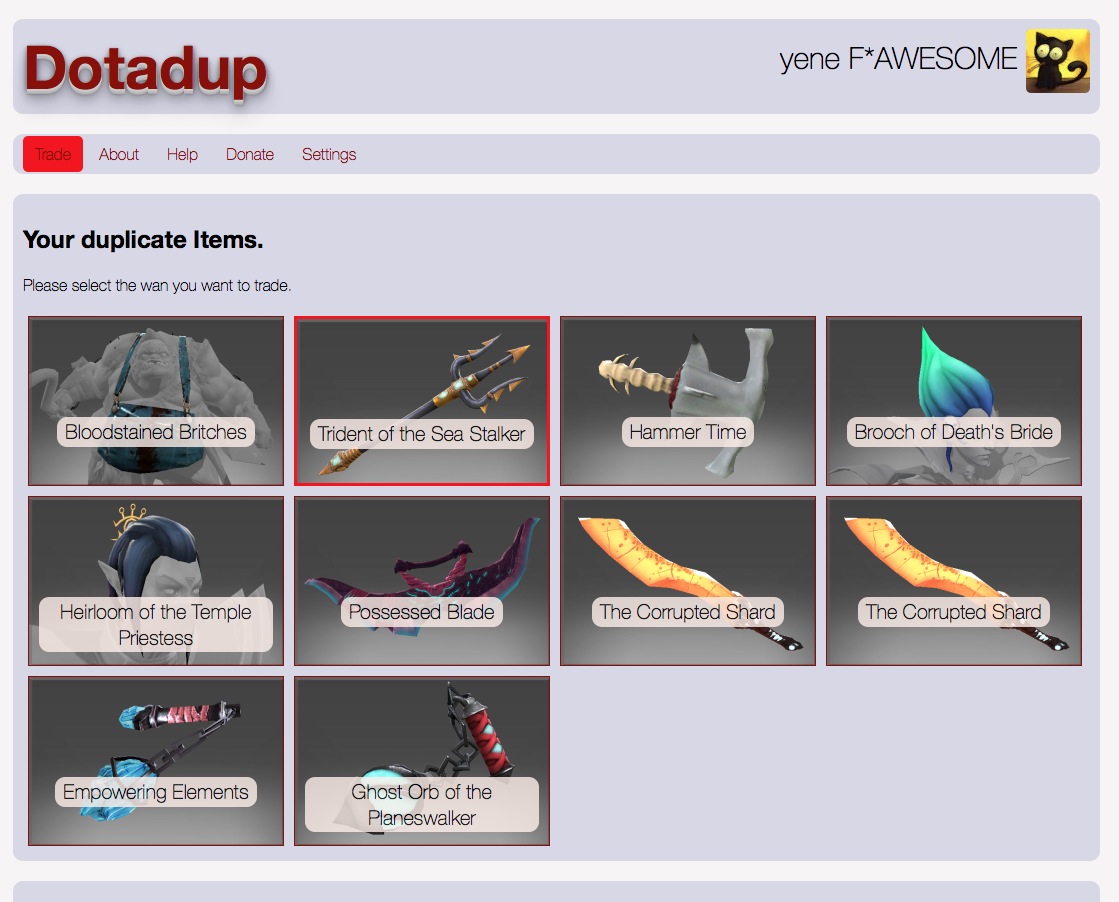 Dotadup
yene F*AWESOME
Trade About Help Donate Settings
Your duplicate Items.
Please select the wan you want to trade.
Bloodstained Britches
Trident of the Sea Stalker
Hammer Time
Brooch of Death's Bride
Heirloom of the Temple
Priestess
Possessed Blade
The Corrupted Shard
The Corrupted Shard
Empowering Elements
Ghost Orb of the
Planeswalker